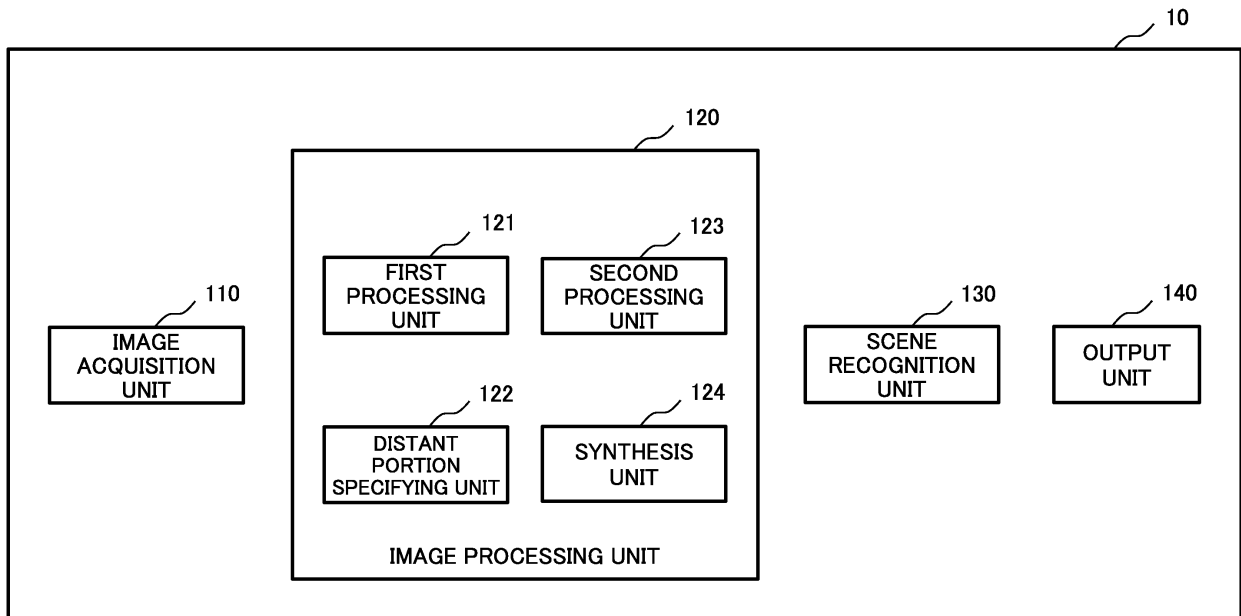 10
120
121
FIRST
PROCESSING
UNIT
123
SECOND
PROCESSING
UNIT
110
IMAGE
ACQUISITION
UNIT
130
SCENE
RECOGNITION
UNIT
140
OUTPUT
UNIT
122
DISTANT
PORTION
SPECIFYING UNIT
124
SYNTHESIS
UNIT
IMAGE PROCESSING UNIT